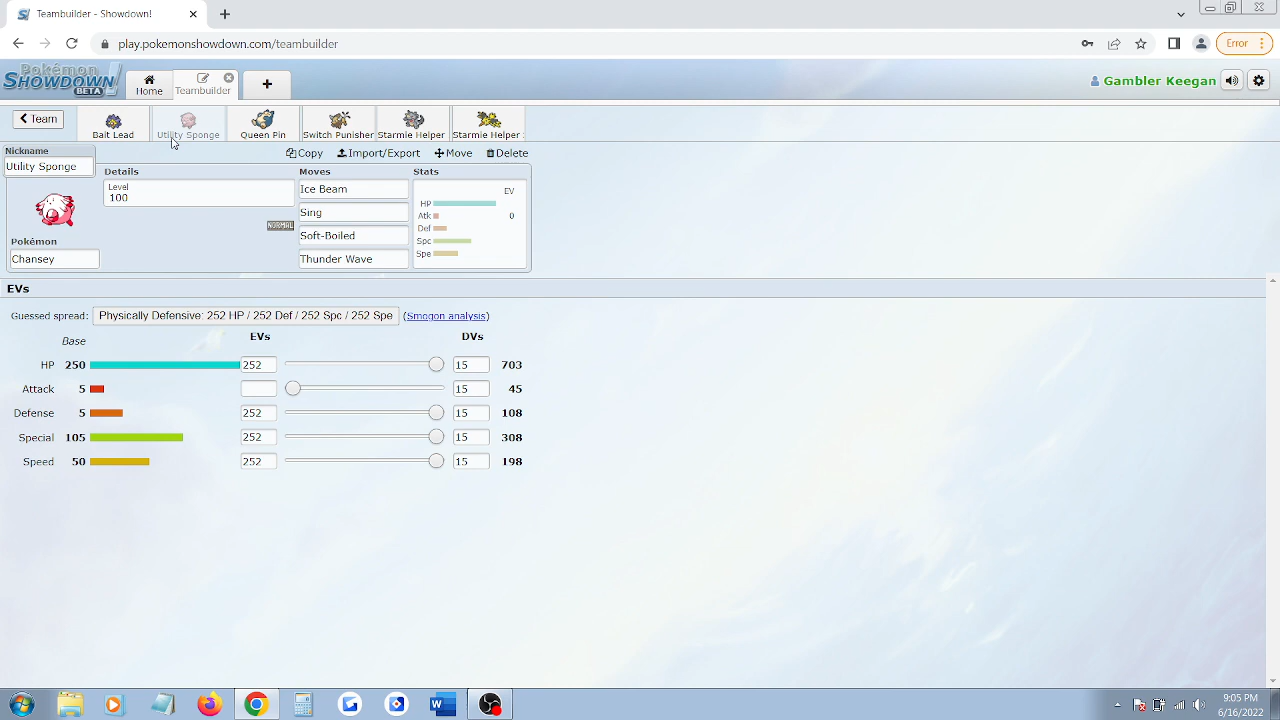 Teambuilder - Showdown!
play.pokemonshowdown.com/teambuilder
Error
Pokémon
SHOWDOWN
BETA
Home
Teambuilder
Gambler Keegan
Team
Bait Lead
Utility Sponge
Queen Pin
Switch Punisher
Starmie Helper
Starmie Helper
Nickname
Utility Sponge
Copy
Import/Export
Move
Delete
Details
Level
100
NORMAL
Pokémon
Chansey
Moves
Ice Beam
Sing
Soft-Boiled
Thunder Wave
Stats
EV
HP
Atk 0
Def
Spc
Spe
EVs
Guessed spread: Physically Defensive: 252 HP / 252 Def / 252 Spc / 252 Spe (Smogon analysis)
Base EVs DVs
HP 250 252 15 703
Attack 5 15 45
Defense 5 252 15 108
Special 105 252 15 308
Speed 50 252 15 198
9:05 PM
6/16/2022